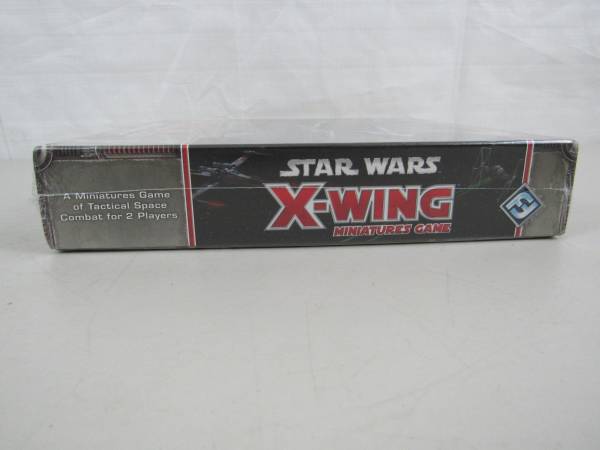 A Miniatures Game
of Tactical Space
Combat for 2 Players
STAR WARS
X-WING
MINIATURES GAME